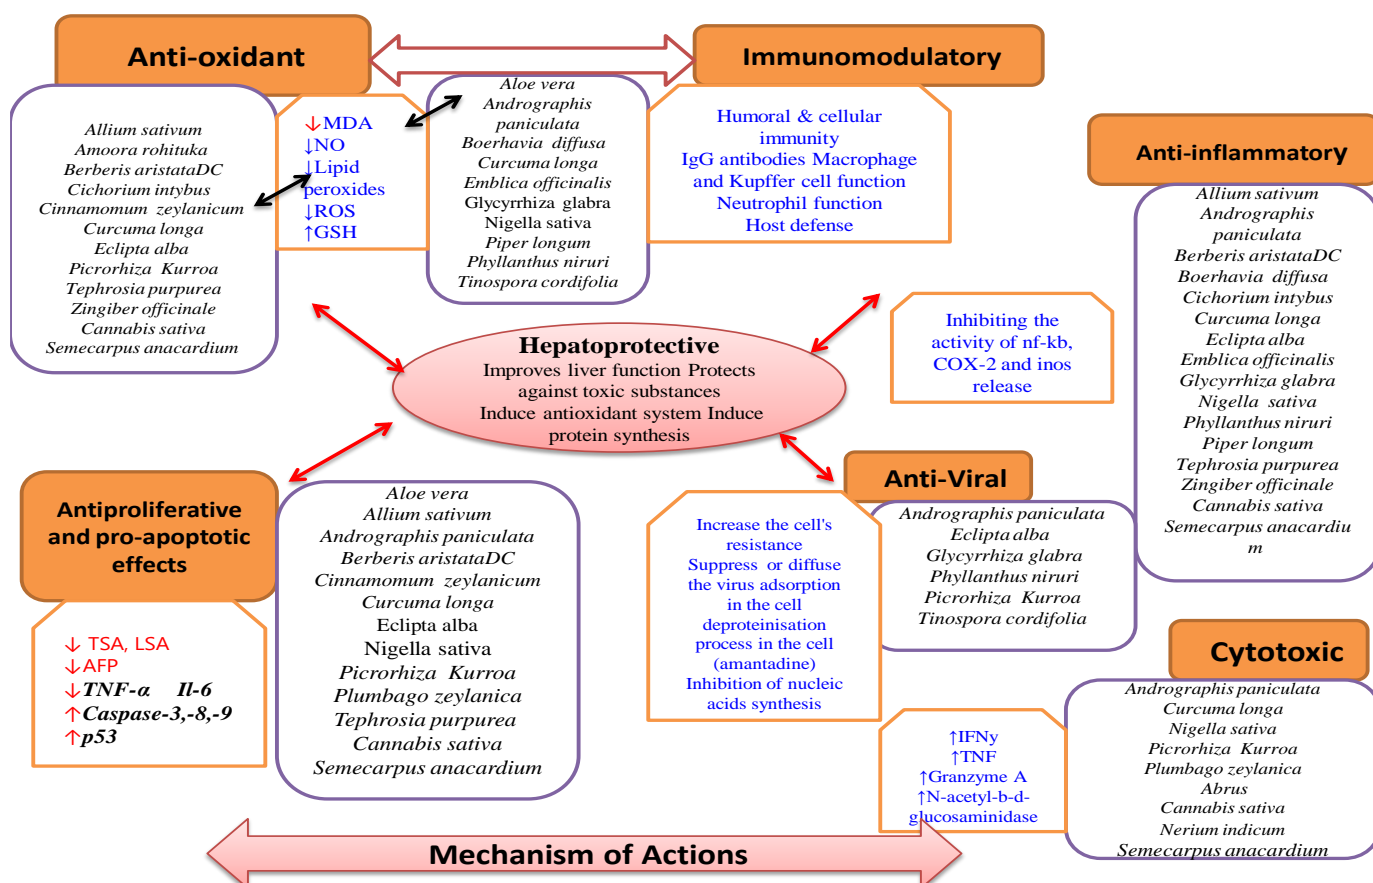 Anti-oxidant
Allium sativum
Amoora rohituka
Berberis aristataDC
Cichorium intybus
Cinnamomum zeylanicum
Curcuma longa
Eclipta alba
Picrorhiza Kurroa
Tephrosia purpurea
Zingiber officinale
Cannabis sativa
Semecarpus anacardium
↓MDA
↓NO
↓Lipid
peroxides
↓ROS
↑GSH
Immunomodulatory
Aloe vera
Andrographis
paniculata
Boerhavia diffusa
Curcuma longa
Emblica officinalis
Glycyrrhiza glabra
Nigella sativa
Piper longum
Phyllanthus niruri
Tinospora cordifolia
Humoral & cellular
immunity
IgG antibodies Macrophage
and Kupffer cell function
Neutrophil function
Host defense
Anti-inflammatory
Allium sativum
Andrographis
paniculata
Berberis aristataDC
Boerhavia diffusa
Cichorium intybus
Curcuma longa
Eclipta alba
Emblica officinalis
Glycyrrhiza glabra
Nigella sativa
Phyllanthus niruri
Piper longum
Tephrosia purpurea
Zingiber officinale
Cannabis sativa
Semecarpus anacardiu
m
Inhibiting the
activity of nf-kb,
COX-2 and inos
release
Hepatoprotective
Improves liver function Protects
against toxic substances
Induce antioxidant system Induce
protein synthesis
Antiproliferative
and pro-apoptotic
effects
↓ TSA, LSA
↓AFP
↓TNF-α Il-6
↑Caspase-3,-8,-9
↑p53
Aloe vera
Allium sativum
Andrographis paniculata
Berberis aristataDC
Cinnamomum zeylanicum
Curcuma longa
Eclipta alba
Nigella sativa
Picrorhiza Kurroa
Plumbago zeylanica
Tephrosia purpurea
Cannabis sativa
Semecarpus anacardium
Anti-Viral
Increase the cell's
resistance
Suppress or diffuse
the virus adsorption
in the cell
deproteinisation
process in the cell
(amantadine)
Inhibition of nucleic
acids synthesis
Andrographis paniculata
Eclipta alba
Glycyrrhiza glabra
Phyllanthus niruri
Picrorhiza Kurroa
Tinospora cordifolia
Cytotoxic
Andrographis paniculata
Curcuma longa
Nigella sativa
Picrorhiza Kurroa
Plumbago zeylanica
Abrus
Cannabis sativa
Nerium indicum
Semecarpus anacardium
↑IFNy
↑TNF
↑Granzyme A
↑N-acetyl-b-d-
glucosaminidase
Mechanism of Actions